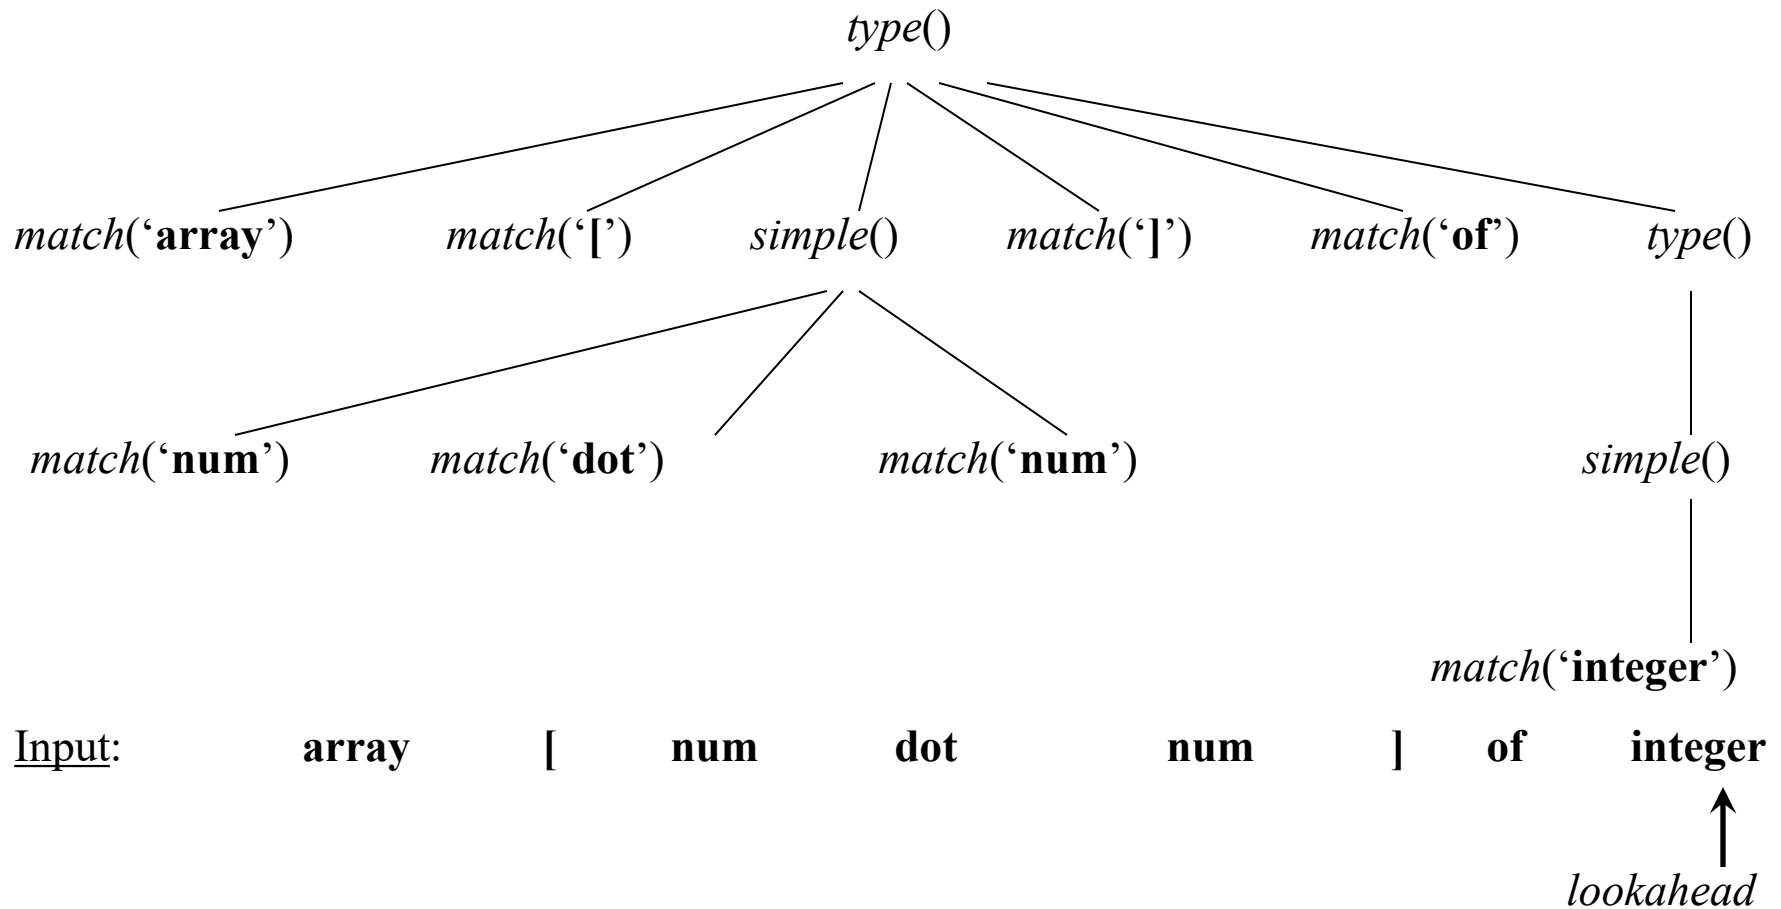 type()
match(‘array’) match(‘[’) simple() match(‘]’) match(‘of’) type()
match(‘num’) match(‘dot’) match(‘num’) simple()
match(‘integer’)
Input: array [ num dot num ] of integer
lookahead